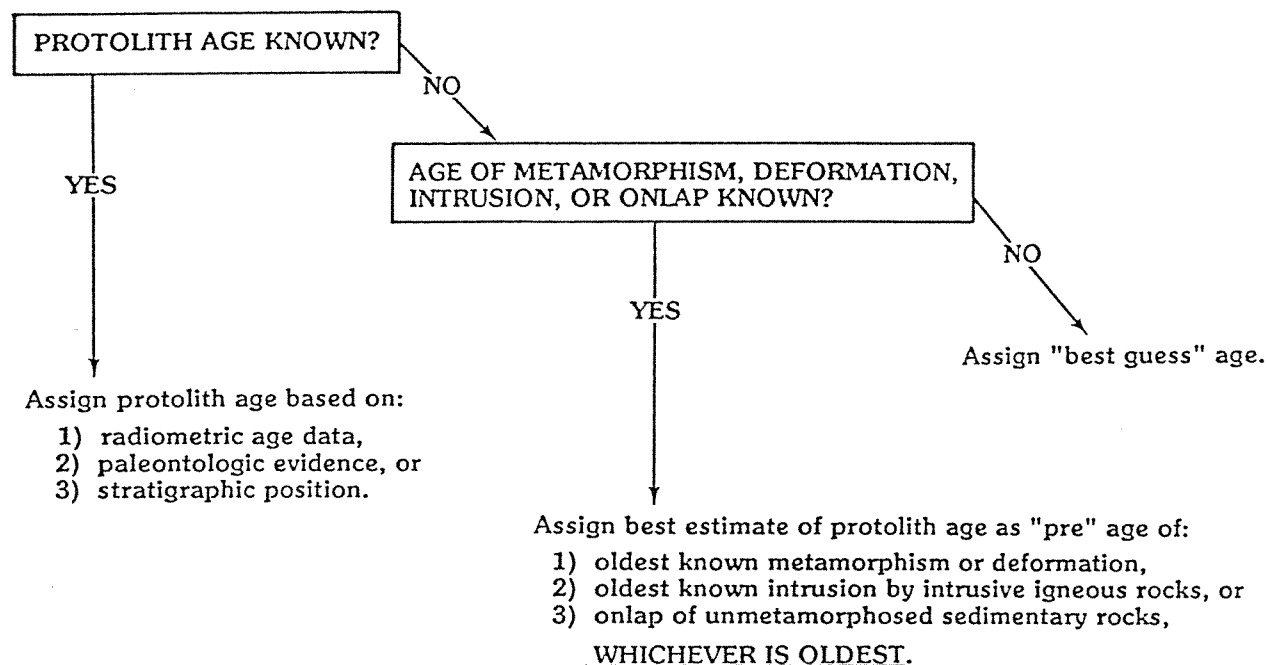 PROTOLITH AGE KNOWN?
NO
YES
AGE OF METAMORPHISM, DEFORMATION,
INTRUSION, OR ONLAP KNOWN?
NO
YES
Assign "best guess" age.
Assign protolith age based on:
1) radiometric age data,
2) paleontologic evidence, or
3) stratigraphic position.
Assign best estimate of protolith age as "pre" age of:
1) oldest known metamorphism or deformation,
2) oldest known intrusion by intrusive igneous rocks, or
3) onlap of unmetamorphosed sedimentary rocks,
WHICHEVER IS OLDEST.